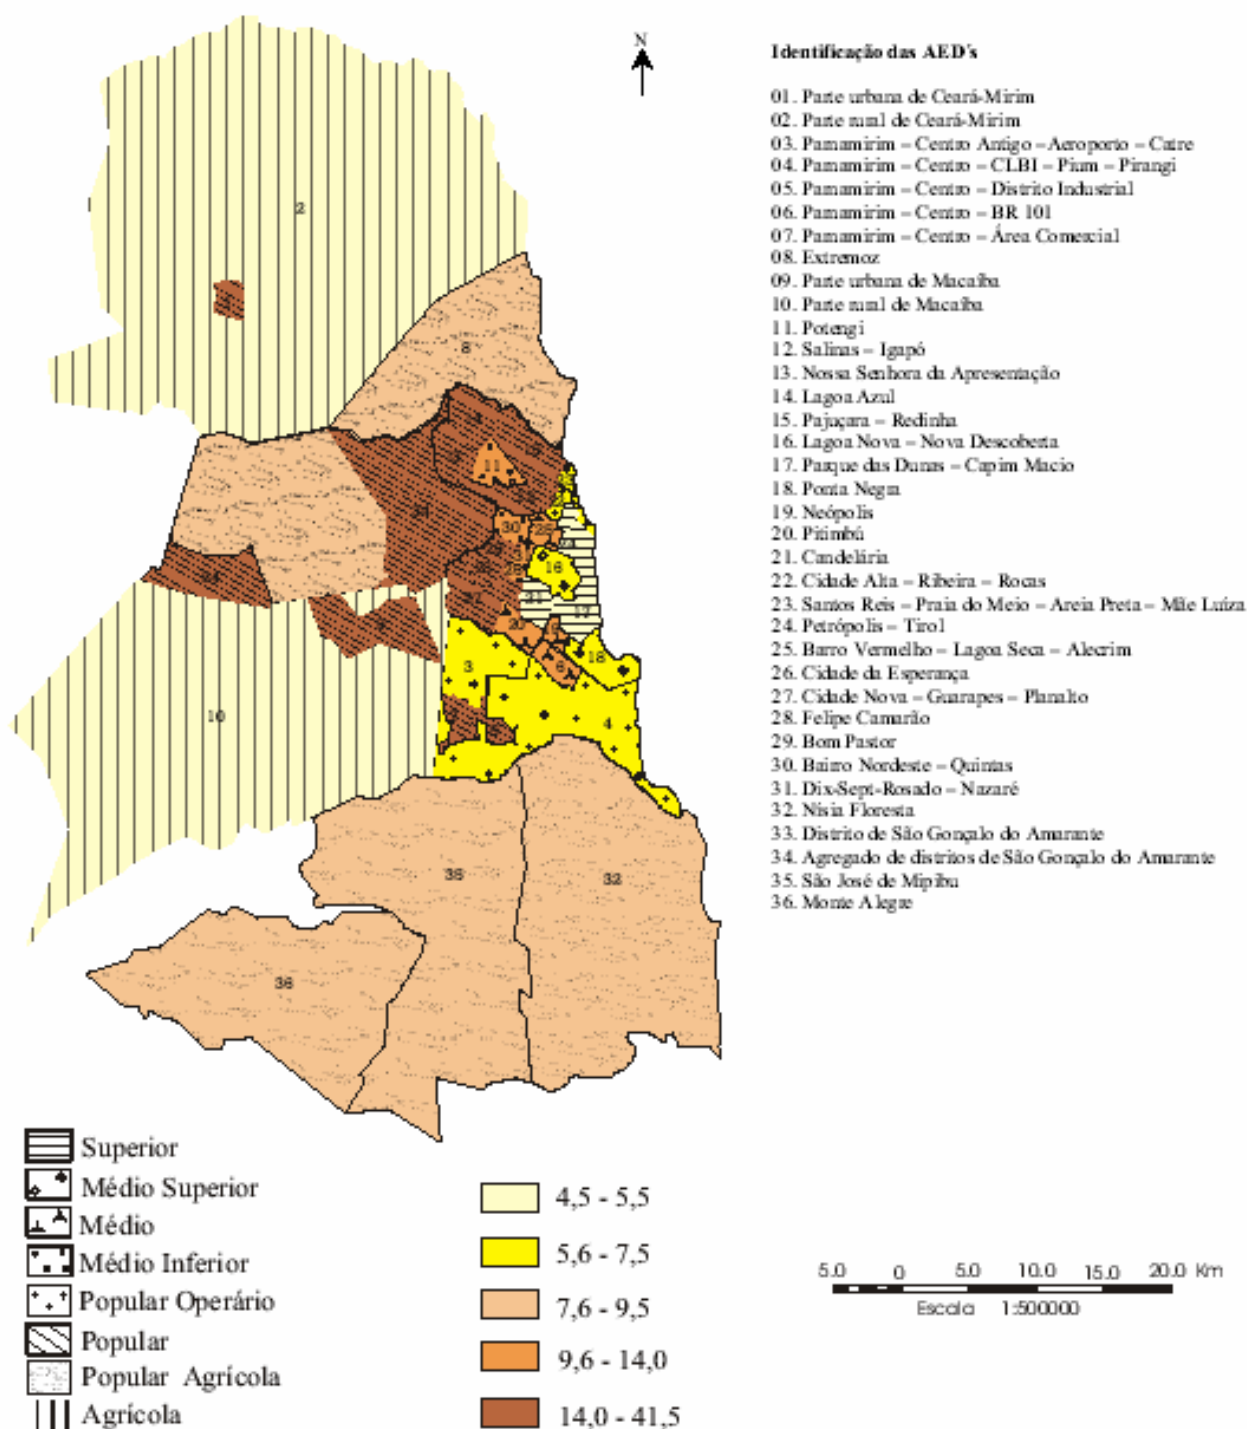 N
Identificação das AED's
01. Parte urbana de Ceará-Mirim
02. Parte rural de Ceará-Mirim
03. Parnamirim – Centro Antigo – Aeroporto – Catre
04. Parnamirim – Centro – CLBI – Pium – Pirangi
05. Parnamirim – Centro – Distrito Industrial
06. Parnamirim – Centro – BR 101
07. Parnamirim – Centro – Área Comercial
08. Extremoz
09. Parte urbana de Macaíba
10. Parte rural de Macaíba
11. Potengi
12. Salinas – Igapó
13. Nossa Senhora da Apresentação
14. Lagoa Azul
15. Pajuçara – Redinha
16. Lagoa Nova – Nova Descoberta
17. Parque das Dunas – Capim Macio
18. Ponta Negra
19. Neópolis
20. Pitimbú
21. Candelária
22. Cidade Alta – Ribeira – Rocas
23. Santos Reis – Praia do Meio – Areia Preta – Mãe Luíza
24. Petrópolis – Tirol
25. Barro Vermelho – Lagoa Seca – Alecrim
26. Cidade da Esperança
27. Cidade Nova – Guarapes – Planalto
28. Felipe Camarão
29. Bom Pastor
30. Bairro Nordeste – Quintas
31. Dix-Sept-Rosado – Nazaré
32. Nísia Floresta
33. Distrito de São Gonçalo do Amarante
34. Agregado de distritos de São Gonçalo do Amarante
35. São José de Mipibu
36. Monte Alegre
2
8
11
30
16
20
18
3
6
4
10
35
32
36
Superior
Médio Superior
Médio
Médio Inferior
Popular Operário
Popular
Popular Agrícola
Agrícola
4,5 - 5,5
5,6 - 7,5
7,6 - 9,5
9,6 - 14,0
14,0 - 41,5
5.0 0 5.0 10.0 15.0 20.0 Km
Escala 1:500000